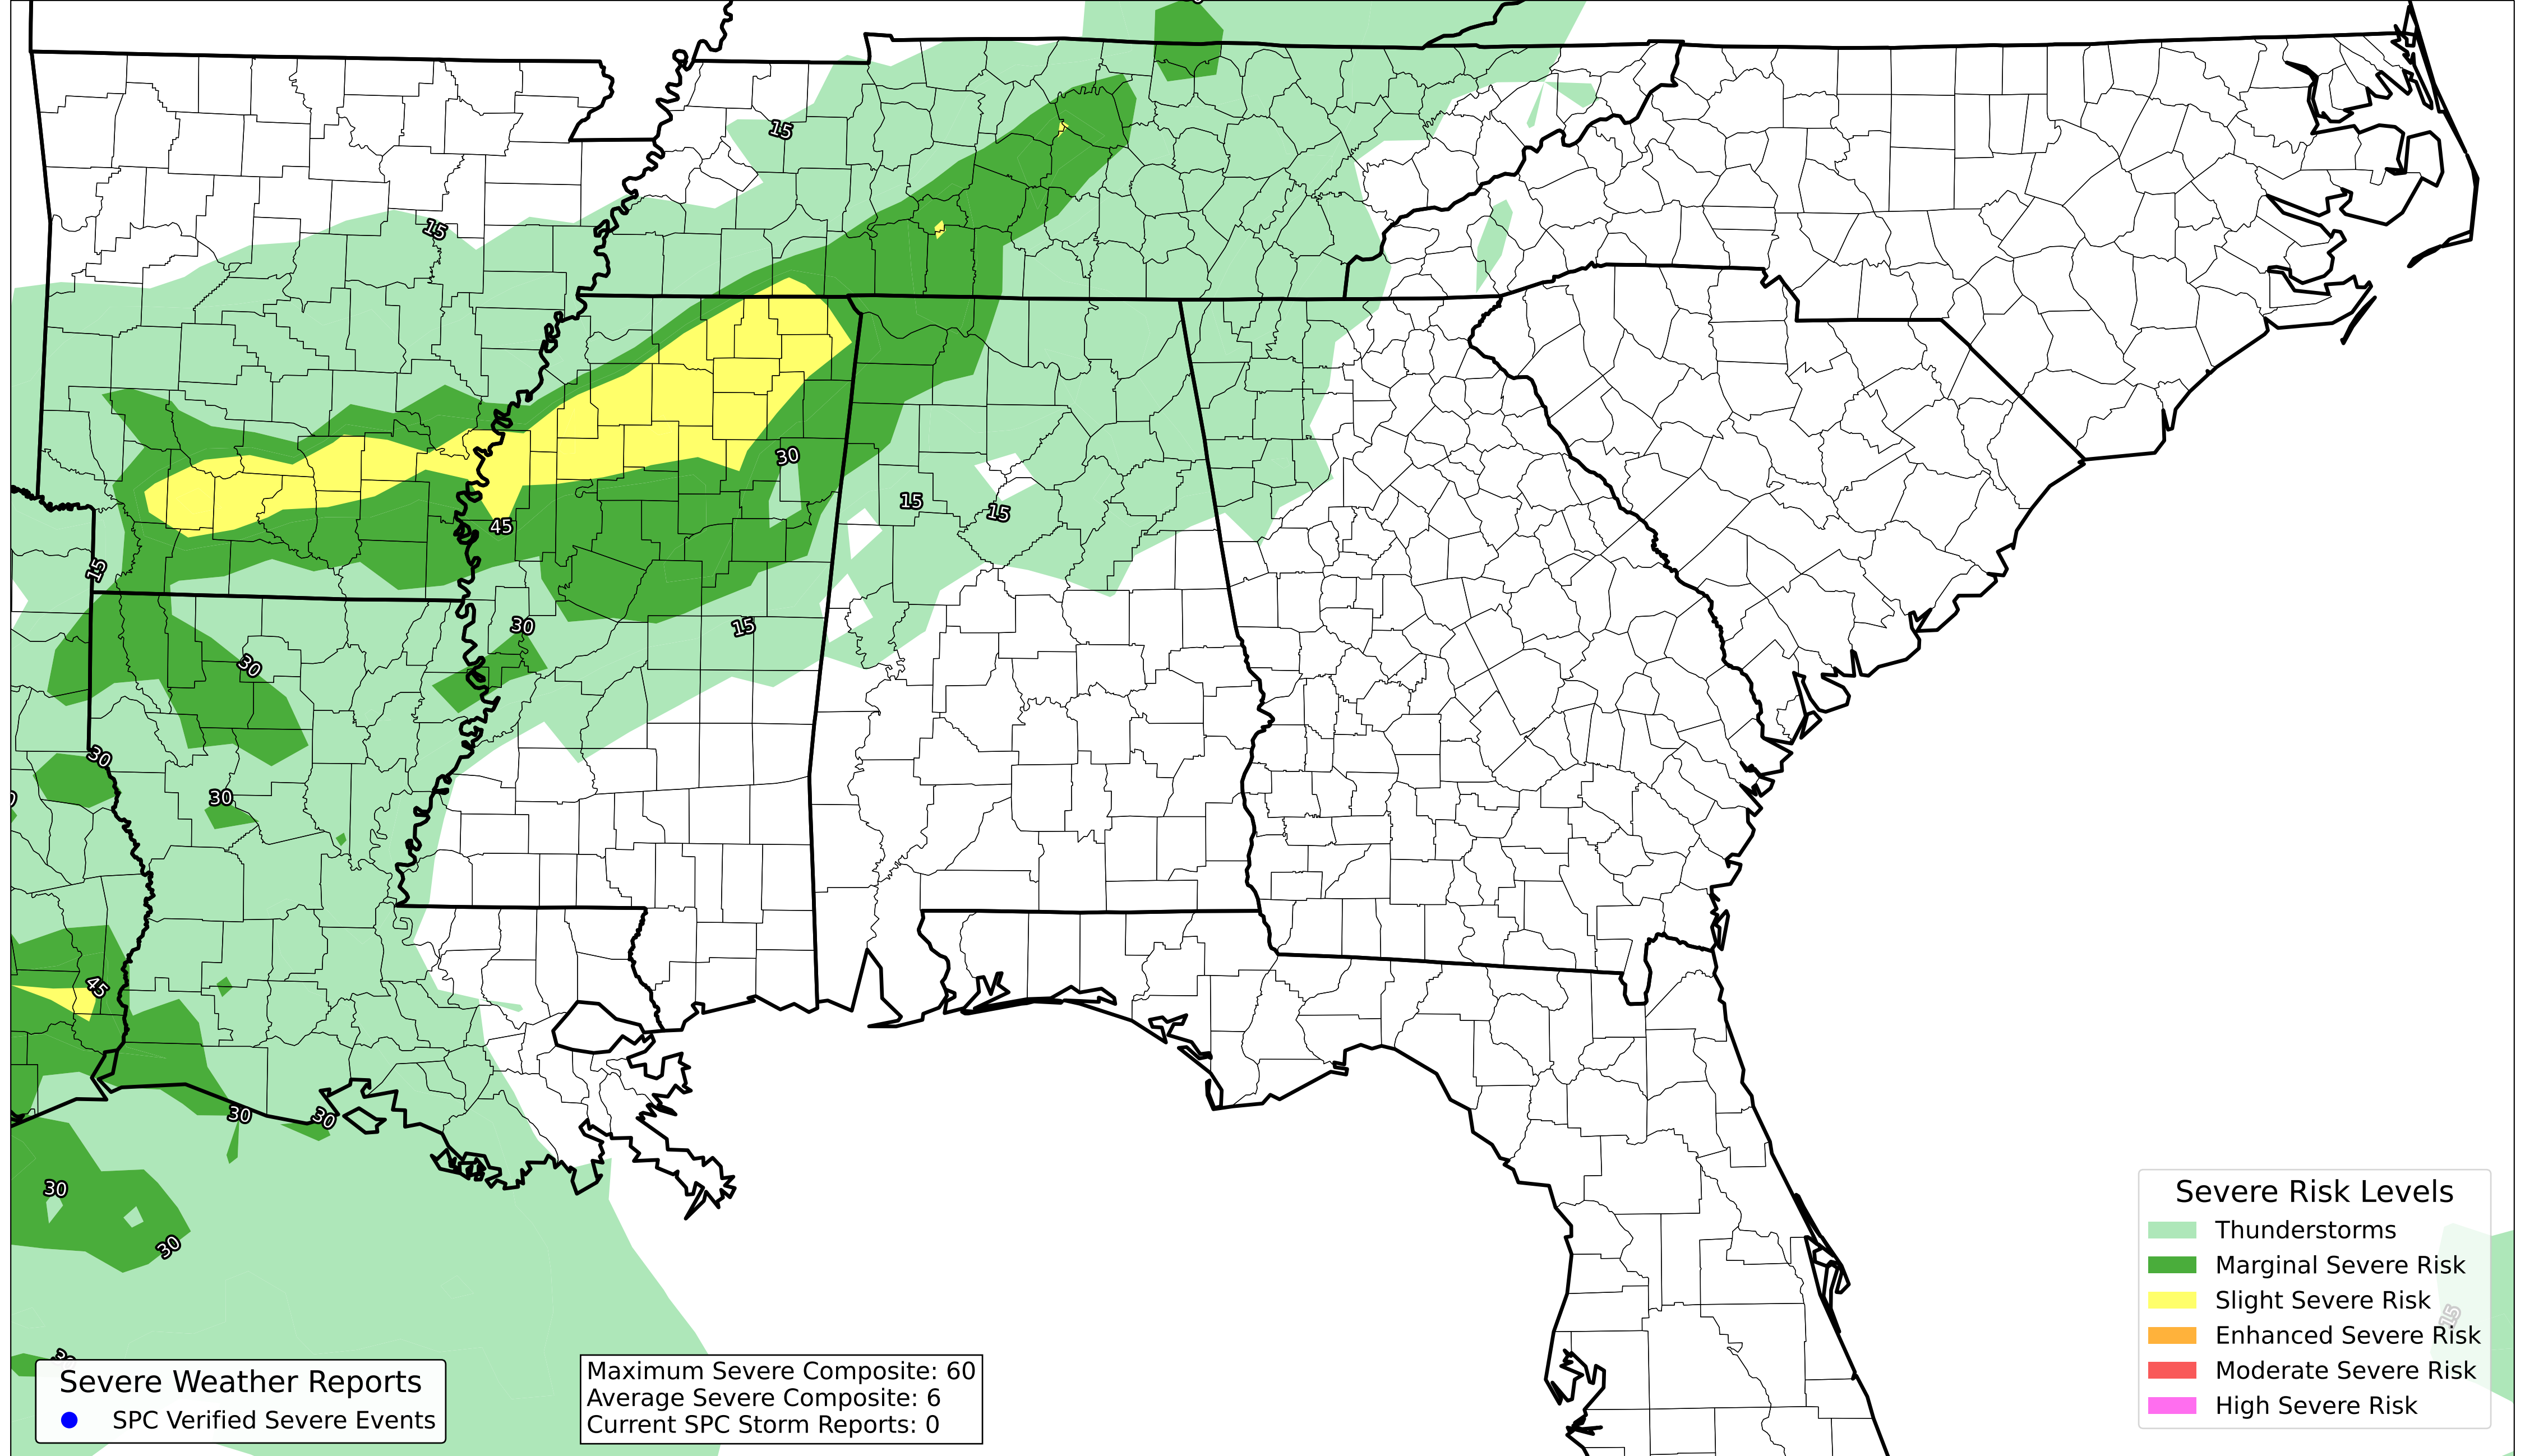 15
15
30
15
15
45
15
30
15
30
30
30
45
30
30
30
30
Severe Weather Reports
SPC Verified Severe Events
Maximum Severe Composite: 60
Average Severe Composite: 6
Current SPC Storm Reports: 0
Severe Risk Levels
Thunderstorms
Marginal Severe Risk
Slight Severe Risk
15
Enhanced Severe Risk
Moderate Severe Risk
High Severe Risk